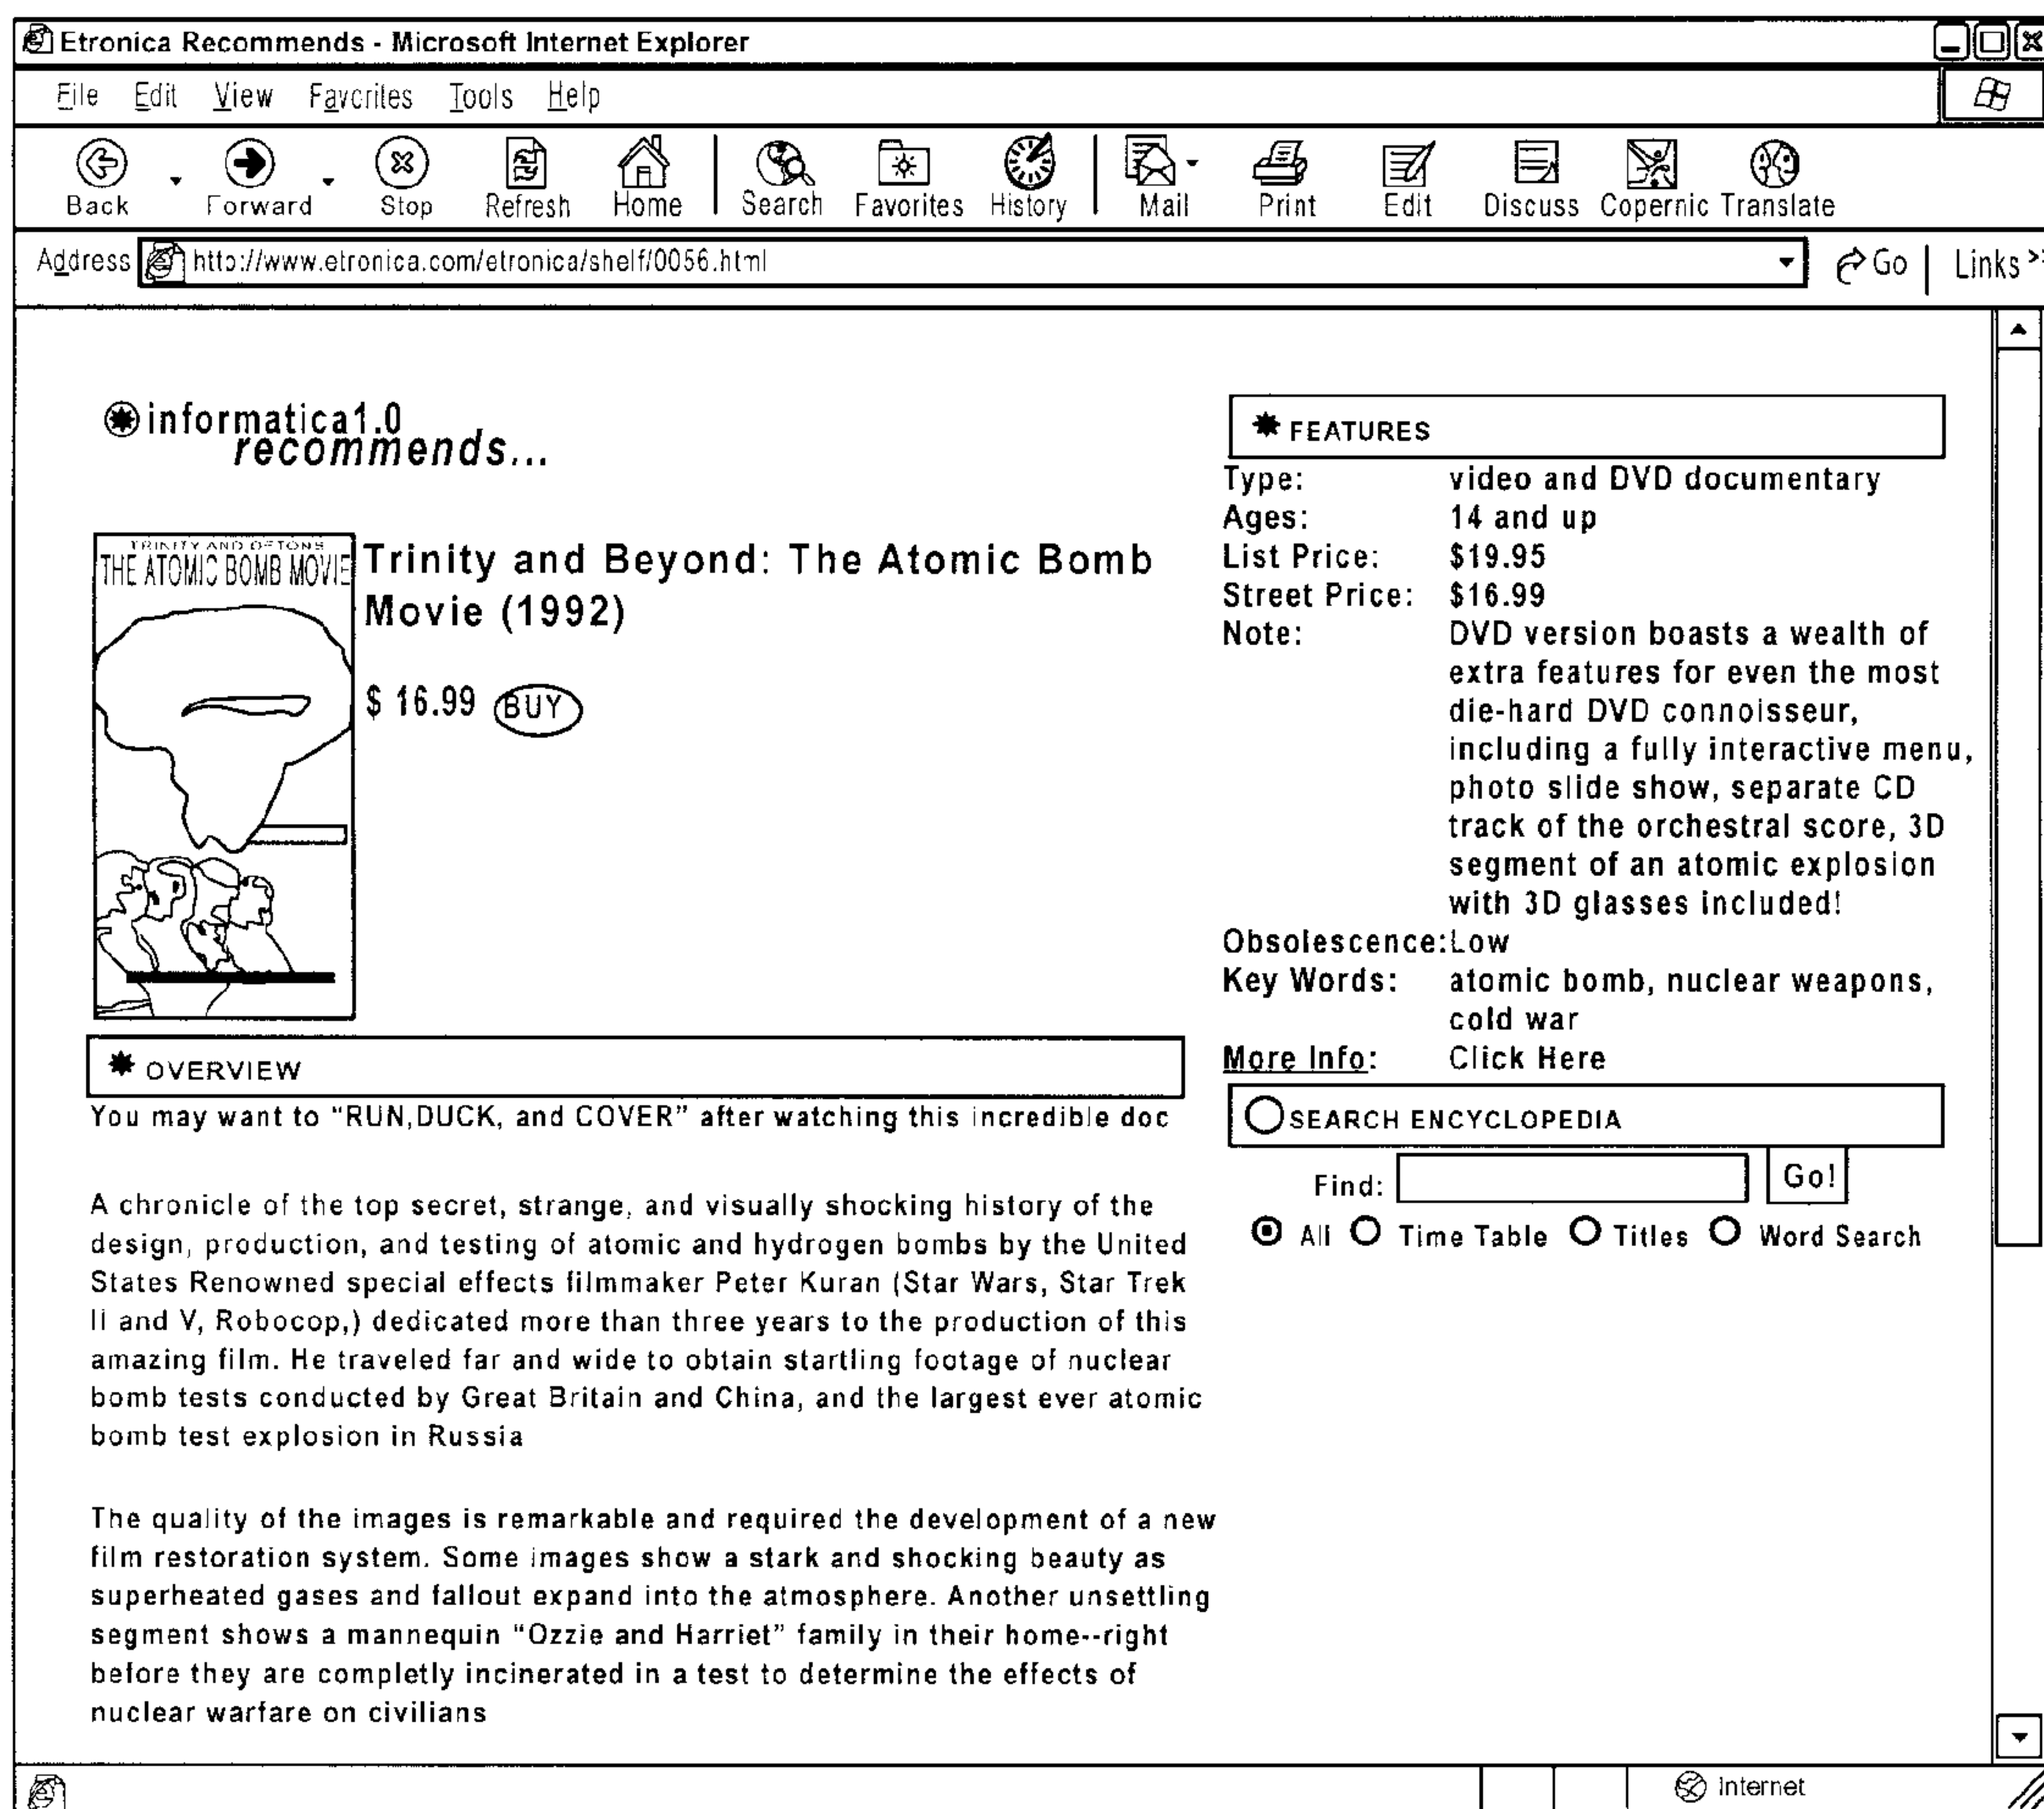 Etronica Recommends - Microsoft Internet Explorer
File Edit View Favorites Tools Help
Back Forward Stop Refresh Home Search Favorites History Mail Print Edit Discuss Copernic Translate
Address http://www.etronica.com/etronica/shelf/0056.html Go Links >>
informatica1.0
recommends...
TRINITY AND
THE ATOMIC BOMB MOVIE
Trinity and Beyond: The Atomic Bomb
Movie (1992)
$ 16.99 BUY
OVERVIEW
You may want to “RUN,DUCK, and COVER” after watching this incredible doc
A chronicle of the top secret, strange, and visually shocking history of the
design, production, and testing of atomic and hydrogen bombs by the United
States Renowned special effects filmmaker Peter Kuran (Star Wars, Star Trek
II and V, Robocop,) dedicated more than three years to the production of this
amazing film. He traveled far and wide to obtain startling footage of nuclear
bomb tests conducted by Great Britain and China, and the largest ever atomic
bomb test explosion in Russia
The quality of the images is remarkable and required the development of a new
film restoration system. Some images show a stark and shocking beauty as
superheated gases and fallout expand into the atmosphere. Another unsettling
segment shows a mannequin “Ozzie and Harriet” family in their home--right
before they are completly incinerated in a test to determine the effects of
nuclear warfare on civilians
FEATURES
Type: video and DVD documentary
Ages: 14 and up
List Price: $19.95
Street Price: $16.99
Note: DVD version boasts a wealth of
extra features for even the most
die-hard DVD connoisseur,
including a fully interactive menu,
photo slide show, separate CD
track of the orchestral score, 3D
segment of an atomic explosion
with 3D glasses included!
Obsolescence:Low
Key Words: atomic bomb, nuclear weapons,
cold war
More Info: Click Here
SEARCH ENCYCLOPEDIA
Find: Go!
All Time Table Titles Word Search
Internet